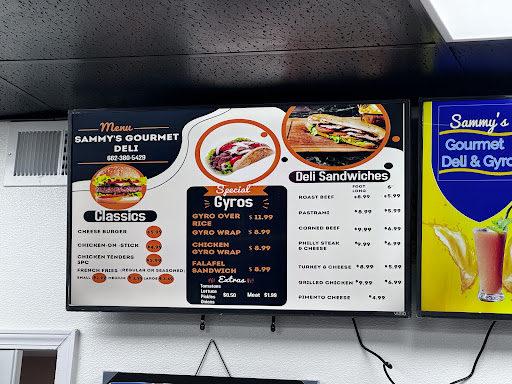 Menu
SAMMY'S GOURMET
DELI
682-380-5429
Classics
CHEESE BURGER
CHICKEN-ON-STICK
CHICKEN TENDERS
3PC
FRENCH FRIES (REGULAR OR SEASONED)
SMALL MEDIUM LARGE
Special
Gyros
GYRO OVER RICE $ 11.99
GYRO WRAP $ 8.99
CHICKEN
GYRO WRAP $ 8.99
FALAFEL
SANDWICH $ 8.99
Extras
Tomatoes
Lettuce
Pickles
Onions
$0.50 Meat $1.99
Deli Sandwiches
FOOT LONG 6"
ROAST BEEF $8.99 $5.99
PASTRAMI $8.99 $5.99
CORNED BEEF $9.99 $6.99
PHILLY STEAK
& CHEESE $9.99 $6.99
TURKEY & CHEESE $8.99 $5.99
GRILLED CHICKEN $9.99 $6.99
PIMENTO CHEESE $4.99
Sammy's
Gourmet
Deli & Gyro